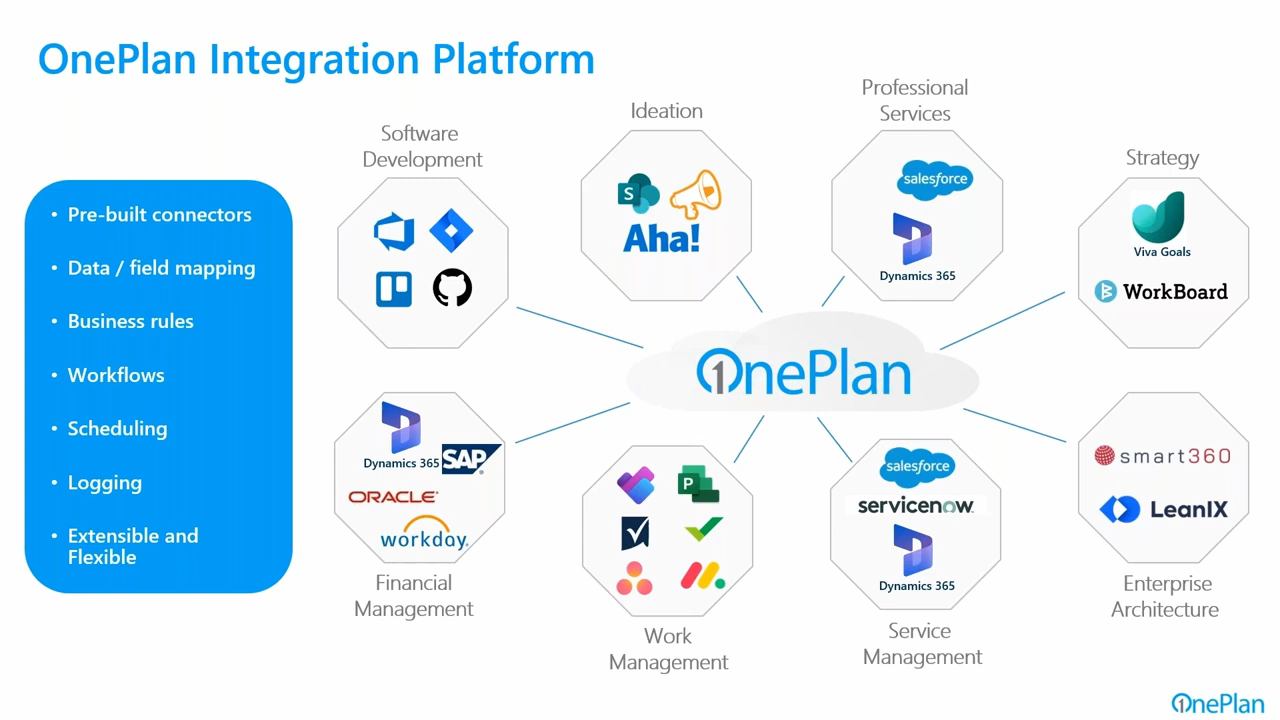 OnePlan Integration Platform
• Pre-built connectors
• Data / field mapping
• Business rules
• Workflows
• Scheduling
• Logging
• Extensible and
Flexible
Software
Development
Ideation
S
Aha!
Professional
Services
salesforce
Dynamics 365
Strategy
Viva Goals
WorkBoard
OnePlan
Dynamics 365
SAP
ORACLE
workday.
Financial
Management
P
Work
Management
salesforce
servicenow.
Dynamics 365
Service
Management
smart360
LeanIX
Enterprise
Architecture
OnePlan